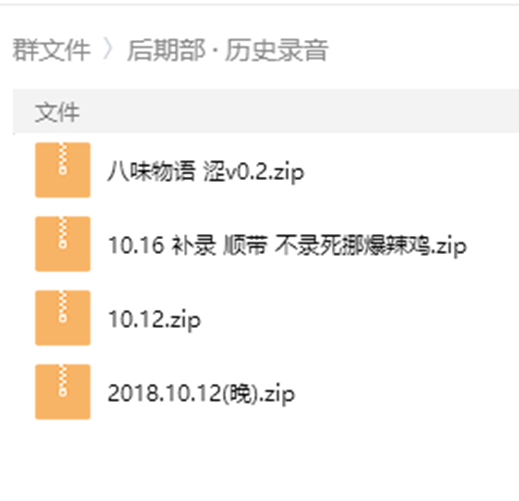 群文件 〉后期部 · 历史录音
文件
八味物语 涩v0.2.zip
10.16 补录 顺带 不录死挪爆辣鸡.zip
10.12.zip
2018.10.12(晚).zip